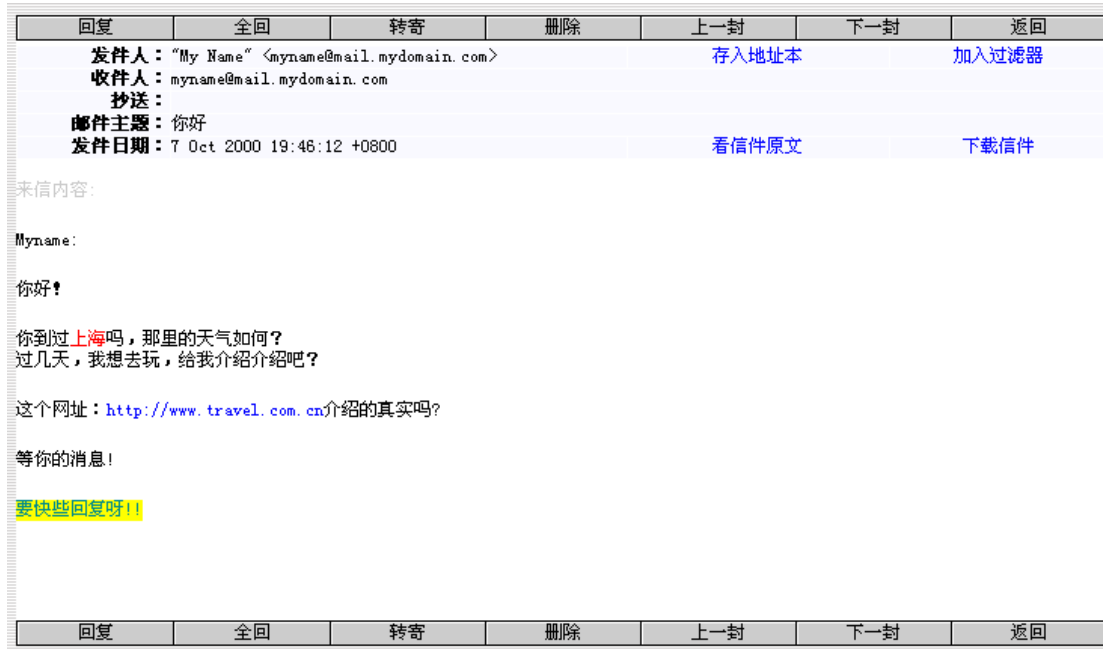 回复 全回 转寄 删除 上一封 下一封 返回
发件人："My Name" <myname@mail.mydomain.com> 存入地址本 加入过滤器
收件人：myname@mail.mydomain.com
抄送：
邮件主题：你好
发件日期：7 Oct 2000 19:46:12 +0800 看信件原文 下载信件
来信内容:
Myname:
你好！
你到过上海吗，那里的天气如何？
过几天，我想去玩，给我介绍介绍吧？
这个网址：http://www.travel.com.cn介绍的真实吗?
等你的消息!
要快些回复呀!!
回复 全回 转寄 删除 上一封 下一封 返回